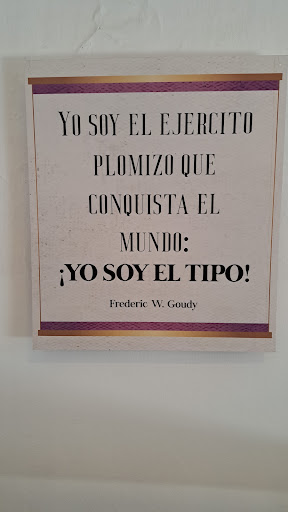 Yo soy el ejercito
plomizo que
conquista el
mundo:
¡YO SOY EL TIPO!
Frederic W. Goudy